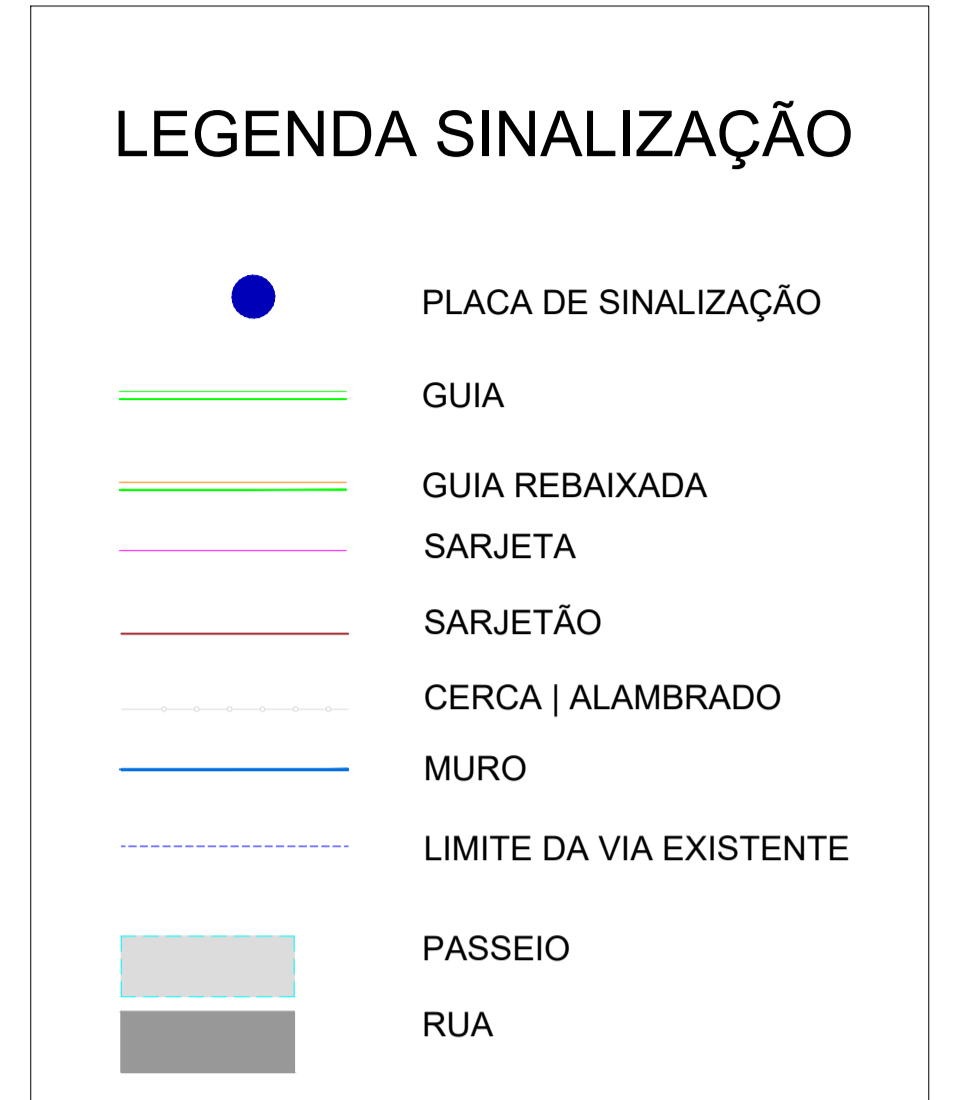 LEGENDA SINALIZAÇÃO
PLACA DE SINALIZAÇÃO
GUIA
GUIA REBAIXADA
SARJETA
SARJETÃO
CERCA | ALAMBRADO
MURO
LIMITE DA VIA EXISTENTE
PASSEIO
RUA